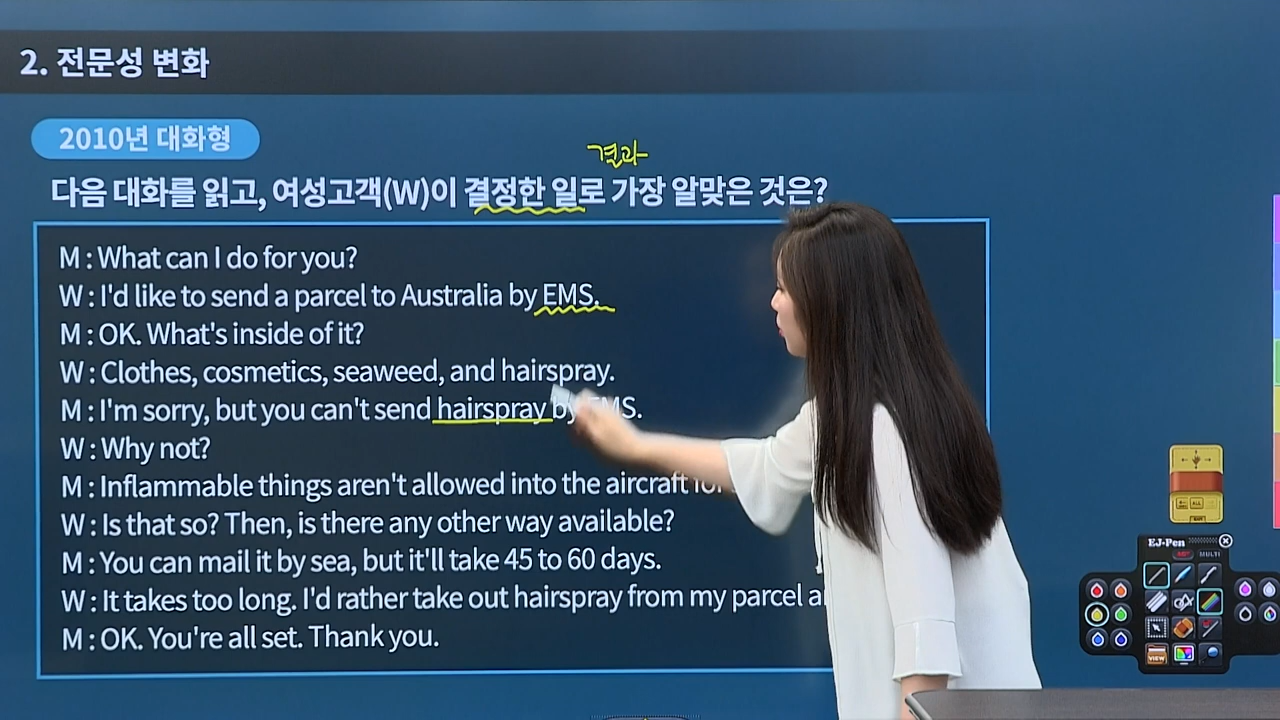 2. 전문성 변화
2010년 대화형
결과
다음 대화를 읽고, 여성고객(W)이 결정한 일로 가장 알맞은 것은?
M : What can I do for you?
W : I'd like to send a parcel to Australia by EMS.
M : OK. What's inside of it?
W : Clothes, cosmetics, seaweed, and hairspray.
M : I'm sorry, but you can't send hairspray by EMS.
W : Why not?
M : Inflammable things aren't allowed into the aircraft
W : Is that so? Then, is there any other way available?
M : You can mail it by sea, but it'll take 45 to 60 days.
W : It takes too long. I'd rather take out hairspray from my parcel
M : OK. You're all set. Thank you.
EJ-Pen
MULTI
VIEW